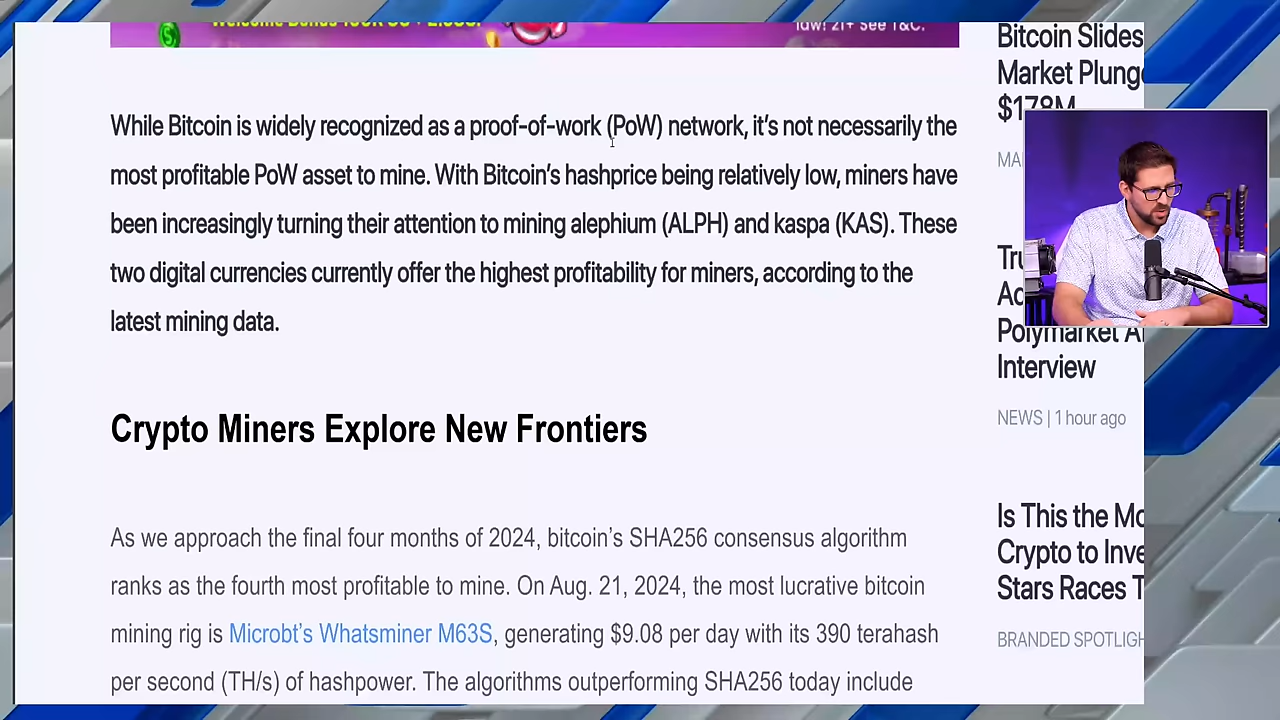 law! 21+ See T&C.
While Bitcoin is widely recognized as a proof-of-work (PoW) network, it's not necessarily the
most profitable PoW asset to mine. With Bitcoin's hashprice being relatively low, miners have
been increasingly turning their attention to mining alephium (ALPH) and kaspa (KAS). These
two digital currencies currently offer the highest profitability for miners, according to the
latest mining data.
Crypto Miners Explore New Frontiers
As we approach the final four months of 2024, bitcoin's SHA256 consensus algorithm
ranks as the fourth most profitable to mine. On Aug. 21, 2024, the most lucrative bitcoin
mining rig is Microbt's Whatsminer M63S, generating $9.08 per day with its 390 terahash
per second (TH/s) of hashpower. The algorithms outperforming SHA256 today include
Bitcoin Slides
Market Plung
$178M
Polymarket
Interview
NEWS | 1 hour ago
Is This the Mo
Crypto to Inve
Stars Races T
BRANDED SPOTLIGH